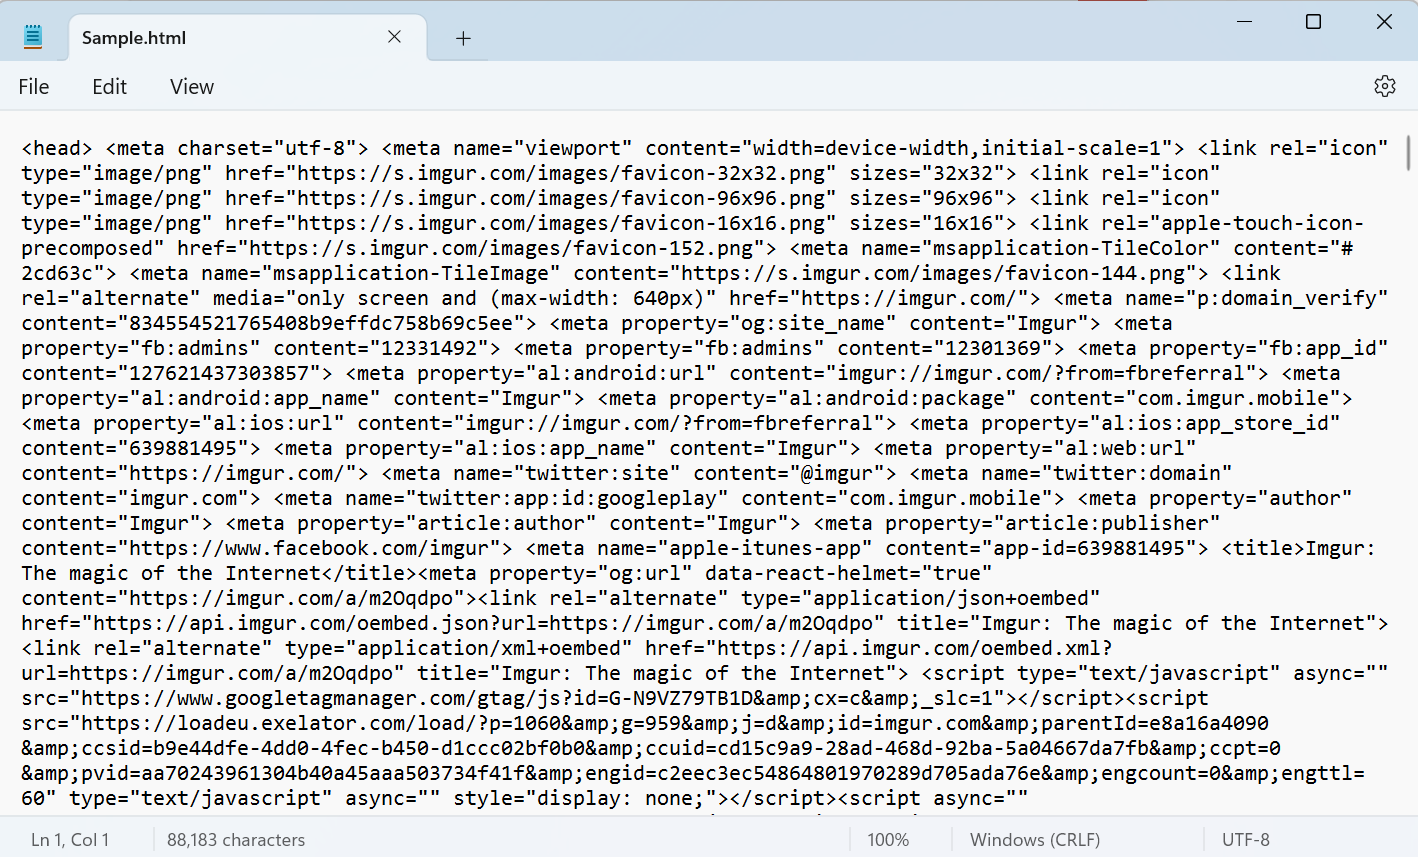 Sample.html
File Edit View
<head> <meta charset="utf-8"> <meta name="viewport" content="width=device-width,initial-scale=1"> <link rel="icon"
type="image/png" href="https://s.imgur.com/images/favicon-32x32.png" sizes="32x32"> <link rel="icon"
type="image/png" href="https://s.imgur.com/images/favicon-96x96.png" sizes="96x96"> <link rel="icon"
type="image/png" href="https://s.imgur.com/images/favicon-16x16.png" sizes="16x16"> <link rel="apple-touch-icon-
precomposed" href="https://s.imgur.com/images/favicon-152.png"> <meta name="msapplication-TileColor" content="#
2cd63c"> <meta name="msapplication-TileImage" content="https://s.imgur.com/images/favicon-144.png"> <link
rel="alternate" media="only screen and (max-width: 640px)" href="https://imgur.com/"> <meta name="p:domain_verify"
content="834554521765408b9effdc758b69c5ee"> <meta property="og:site_name" content="Imgur"> <meta
property="fb:admins" content="12331492"> <meta property="fb:admins" content="12301369"> <meta property="fb:app_id"
content="127621437303857"> <meta property="al:android:url" content="imgur://imgur.com/?from=fbreferral"> <meta
property="al:android:app_name" content="Imgur"> <meta property="al:android:package" content="com.imgur.mobile">
<meta property="al:ios:url" content="imgur://imgur.com/?from=fbreferral"> <meta property="al:ios:app_store_id"
content="639881495"> <meta property="al:ios:app_name" content="Imgur"> <meta property="al:web:url"
content="https://imgur.com/"> <meta name="twitter:site" content="@imgur"> <meta name="twitter:domain"
content="imgur.com"> <meta name="twitter:app:id:googleplay" content="com.imgur.mobile"> <meta property="author"
content="Imgur"> <meta property="article:author" content="Imgur"> <meta property="article:publisher"
content="https://www.facebook.com/imgur"> <meta name="apple-itunes-app" content="app-id=639881495"> <title>Imgur:
The magic of the Internet</title><meta property="og:url" data-react-helmet="true"
content="https://imgur.com/a/m2Oqdpo"><link rel="alternate" type="application/json+oembed"
href="https://api.imgur.com/oembed.json?url=https://imgur.com/a/m2Oqdpo" title="Imgur: The magic of the Internet">
<link rel="alternate" type="application/xml+oembed" href="https://api.imgur.com/oembed.xml?
url=https://imgur.com/a/m2Oqdpo" title="Imgur: The magic of the Internet"> <script type="text/javascript" async=""
src="https://www.googletagmanager.com/gtag/js?id=G-N9VZ79TB1D&amp;cx=c&amp;_slc=1"></script><script
src="https://loadeu.exelator.com/load/?p=1060&amp;g=959&amp;j=d&amp;id=imgur.com&amp;parentId=e8a16a4090
&amp;ccsid=b9e44dfe-4dd0-4fec-b450-d1ccc02bf0b0&amp;ccuid=cd15c9a9-28ad-468d-92ba-5a04667da7fb&amp;ccpt=0
&amp;pvid=aa70243961304b40a45aaa503734f41f&amp;engid=c2eec3ec54864801970289d705ada76e&amp;engcount=0&amp;engttl=
60" type="text/javascript" async="" style="display: none;"></script><script async=""
Ln 1, Col 1 88,183 characters 100% Windows (CRLF) UTF-8